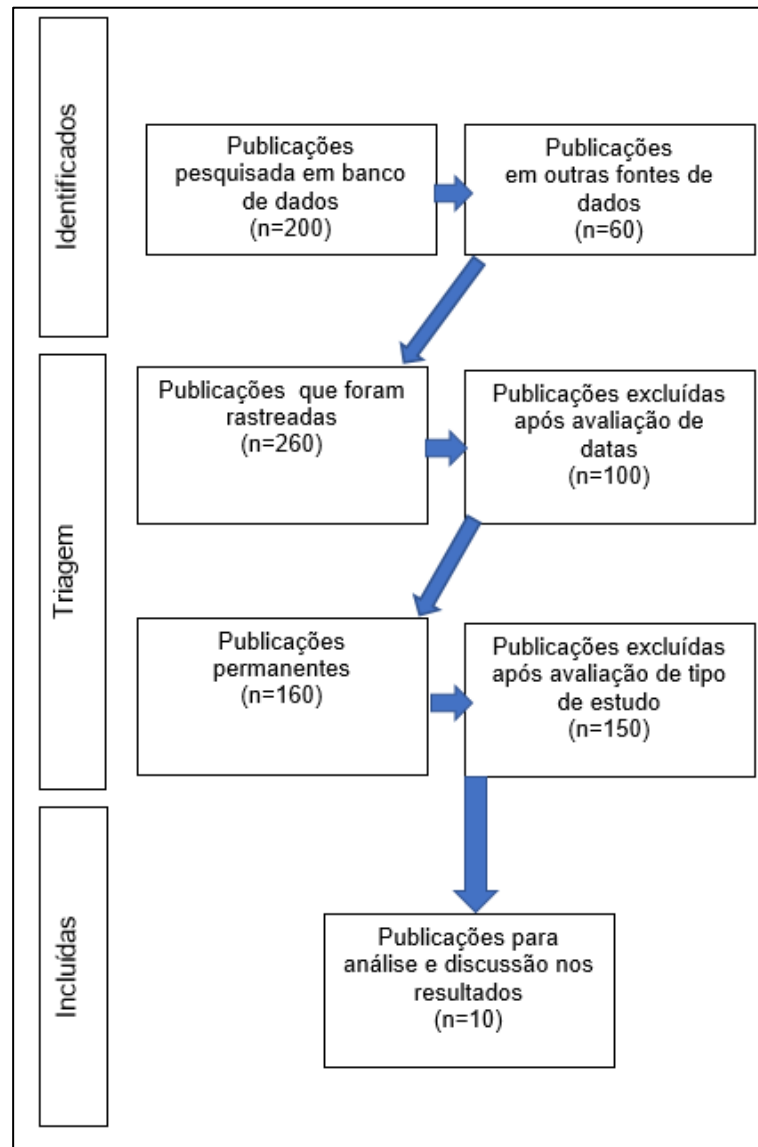 Identificados
Publicações
pesquisada em banco
de dados
(n=200)
Publicações
em outras fontes de
dados
(n=60)
Triagem
Publicações que foram
rastreadas
(n=260)
Publicações excluídas
após avaliação de
datas
(n=100)
Publicações
permanentes
(n=160)
Publicações excluídas
após avaliação de tipo
de estudo
(n=150)
Incluídas
Publicações para
análise e discussão nos
resultados
(n=10)